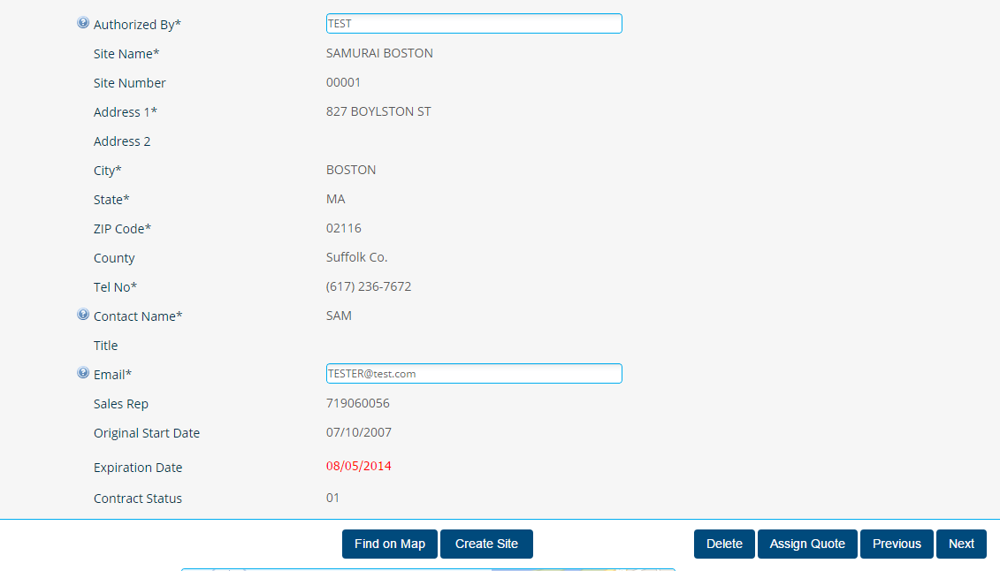 Authorized By* TEST
Site Name* SAMURAI BOSTON
Site Number 00001
Address 1* 827 BOYLSTON ST
Address 2
City* BOSTON
State* MA
ZIP Code* 02116
County Suffolk Co.
Tel No* (617) 236-7672
Contact Name* SAM
Title
Email* TESTER@test.com
Sales Rep 719060056
Original Start Date 07/10/2007
Expiration Date 08/05/2014
Contract Status 01
Find on Map Create Site Delete Assign Quote Previous Next